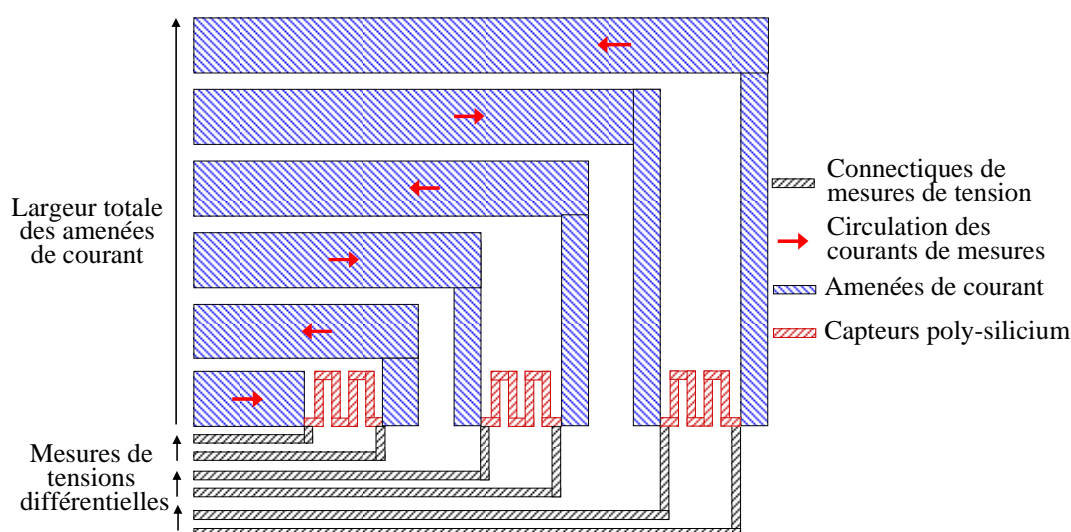 Largeur totale
des amenées
de courant
Mesures de
tensions
différentielles
Connectiques de
mesures de tension
Circulation des
courants de mesures
Amenées de courant
Capteurs poly-silicium